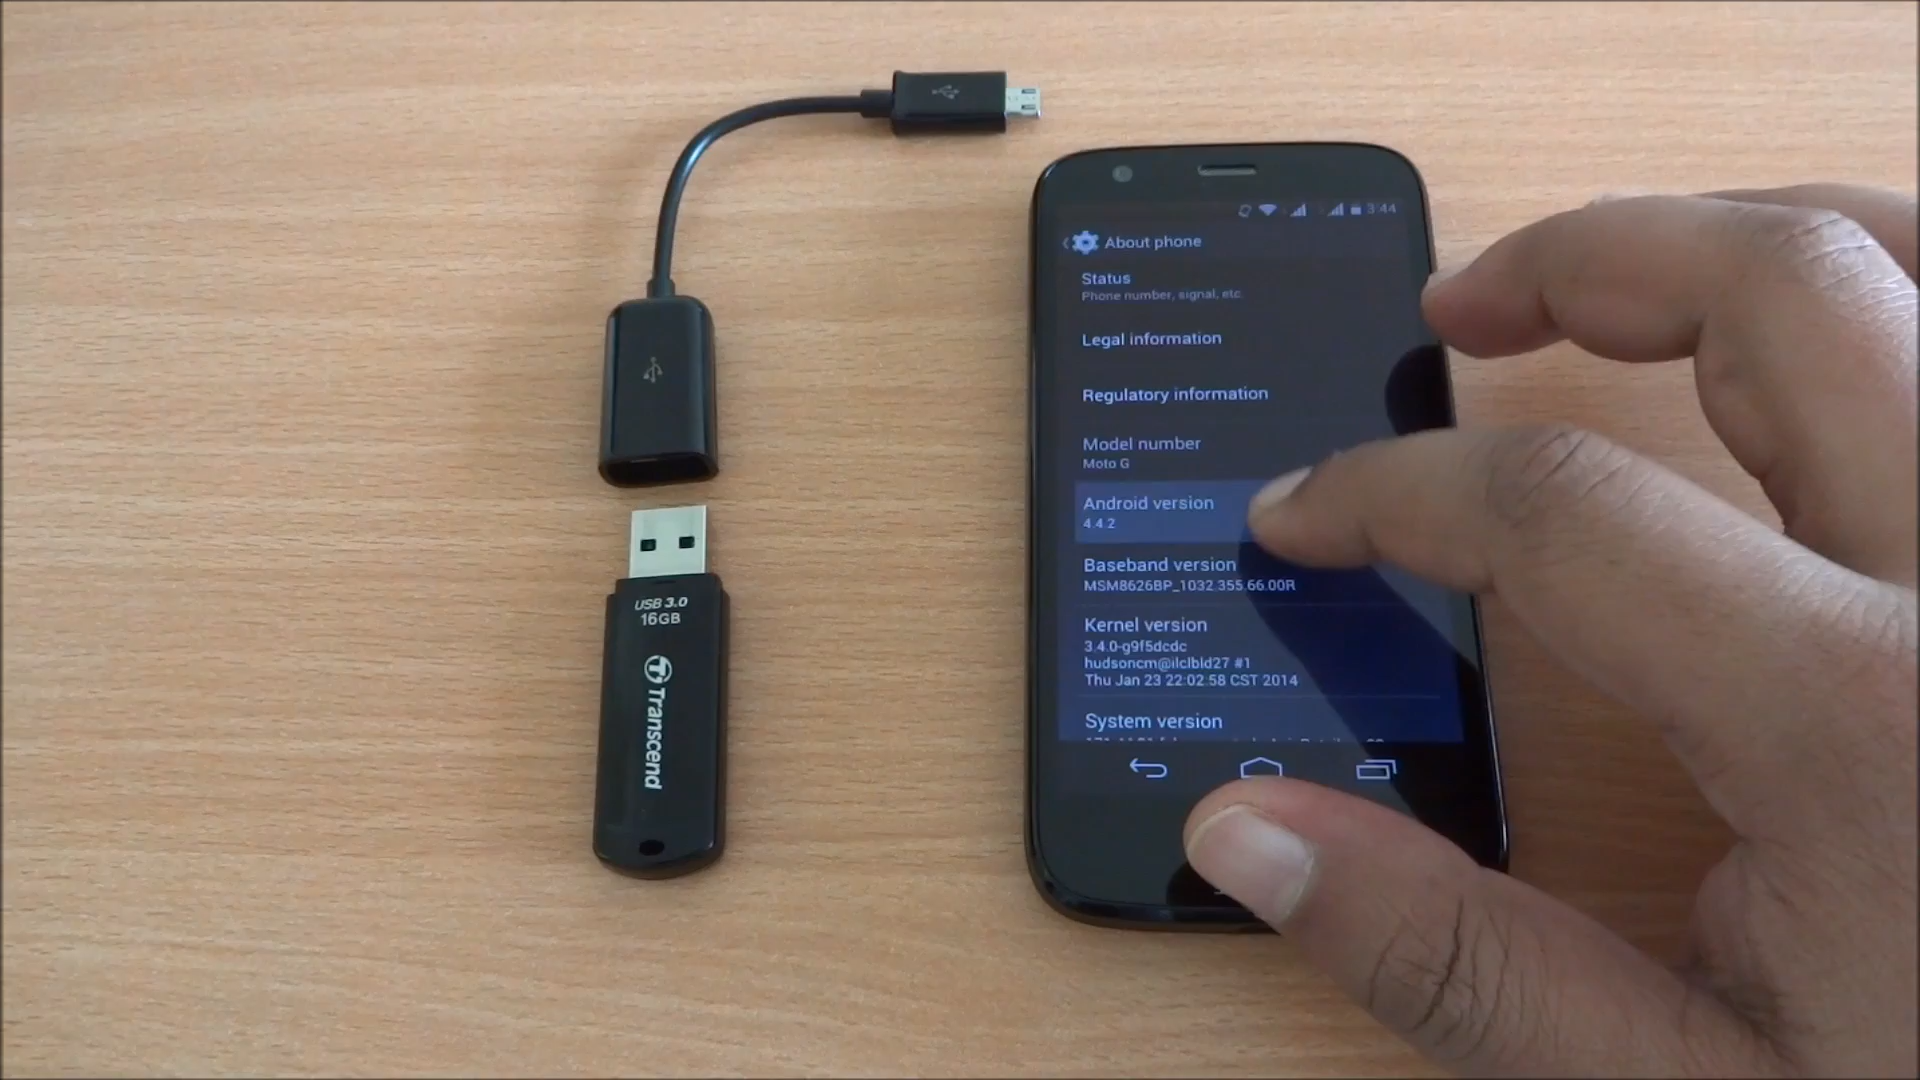 USB 3.0
16GB
Transcend
3:44
About phone
Status
Phone number, signal, etc.
Legal information
Regulatory information
Model number
Moto G
Android version
4.4.2
Baseband version
MSM8626BP_1032.355.66.00R
Kernel version
3.4.0-g9f5dcdc
hudsoncm@ilclbld27 #1
Thu Jan 23 22:02:58 CST 2014
System version